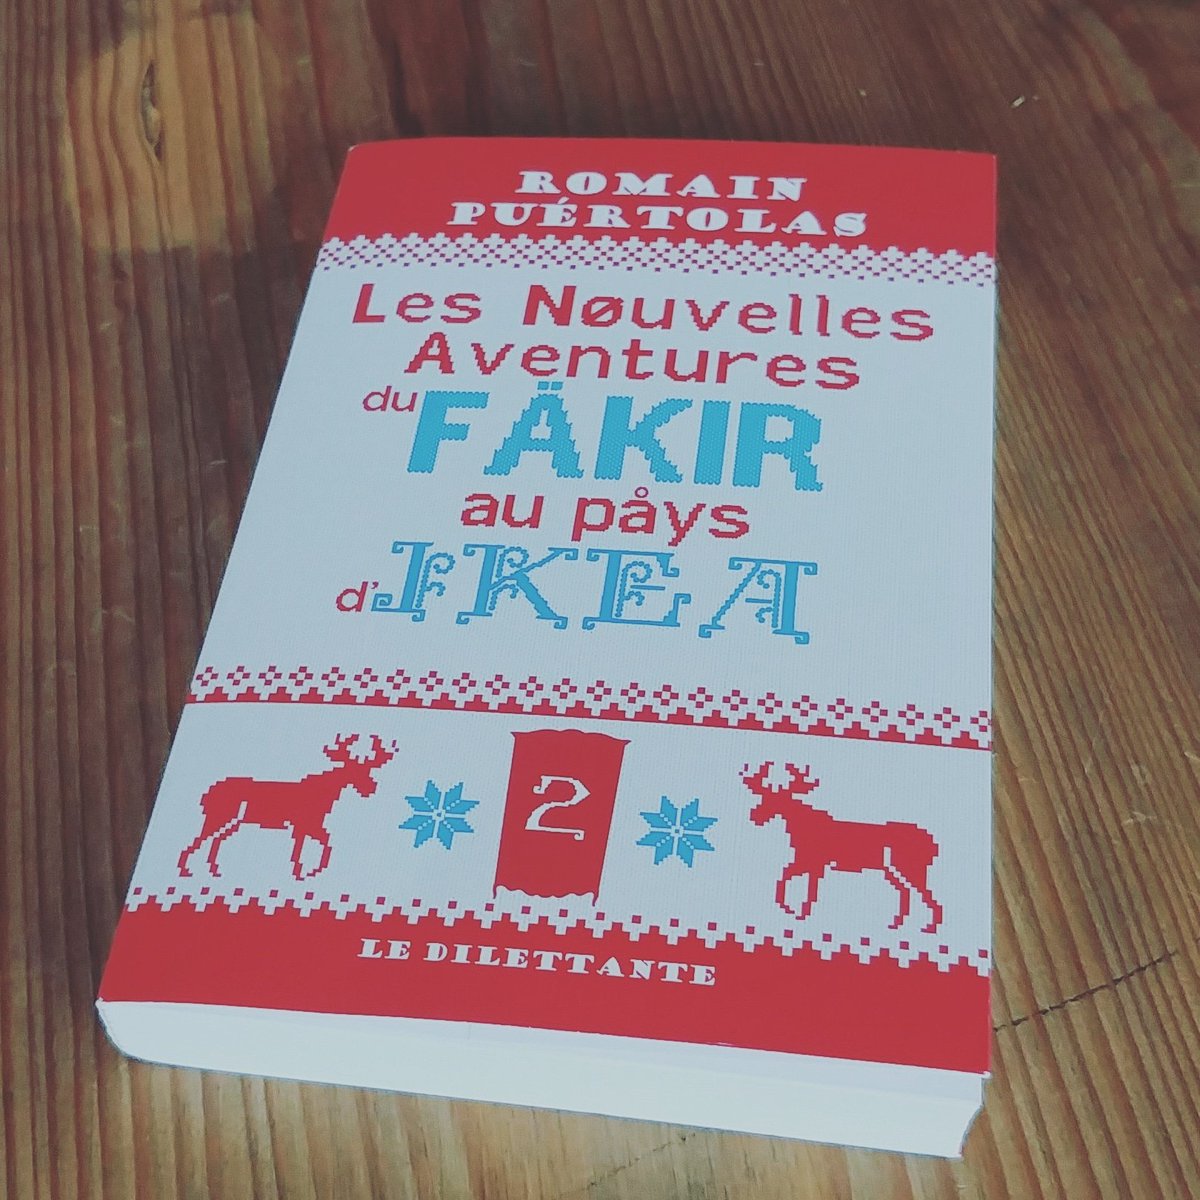 ROMAIN
PUÉRTOLAS
Les Nøuvelles
Aventures
du FÄKIR
au påys
d'IKEA
2
LE DILETTANTE